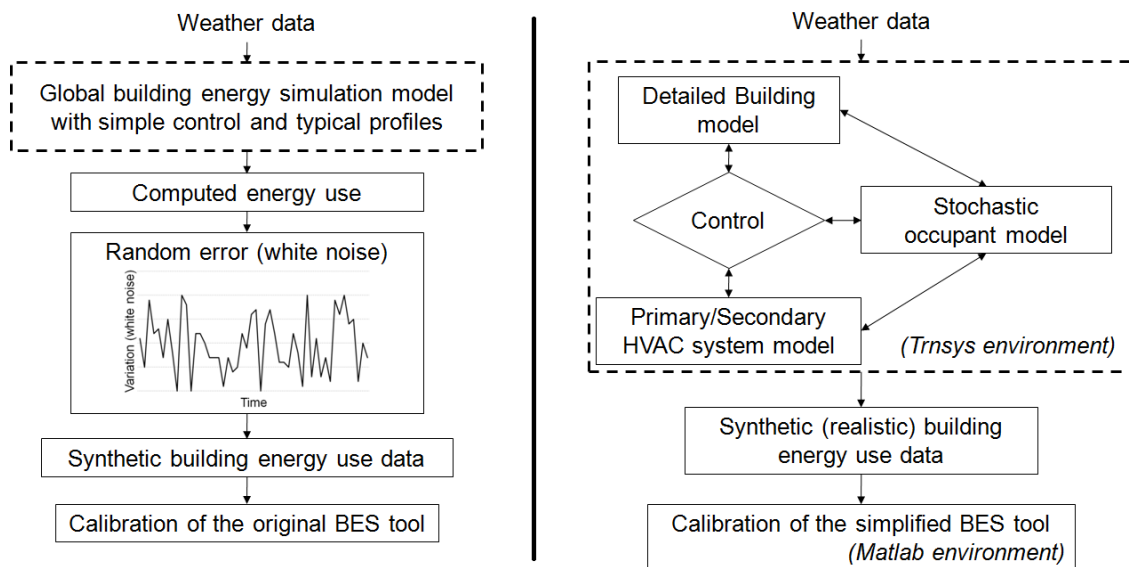 Weather data
Global building energy simulation model
with simple control and typical profiles
Computed energy use
Random error (white noise)
Variation (white noise)
Time
Synthetic building energy use data
Calibration of the original BES tool
Weather data
Detailed Building
model
Control
Stochastic
occupant model
Primary/Secondary
HVAC system model
(Trnsys environment)
Synthetic (realistic) building
energy use data
Calibration of the simplified BES tool
(Matlab environment)